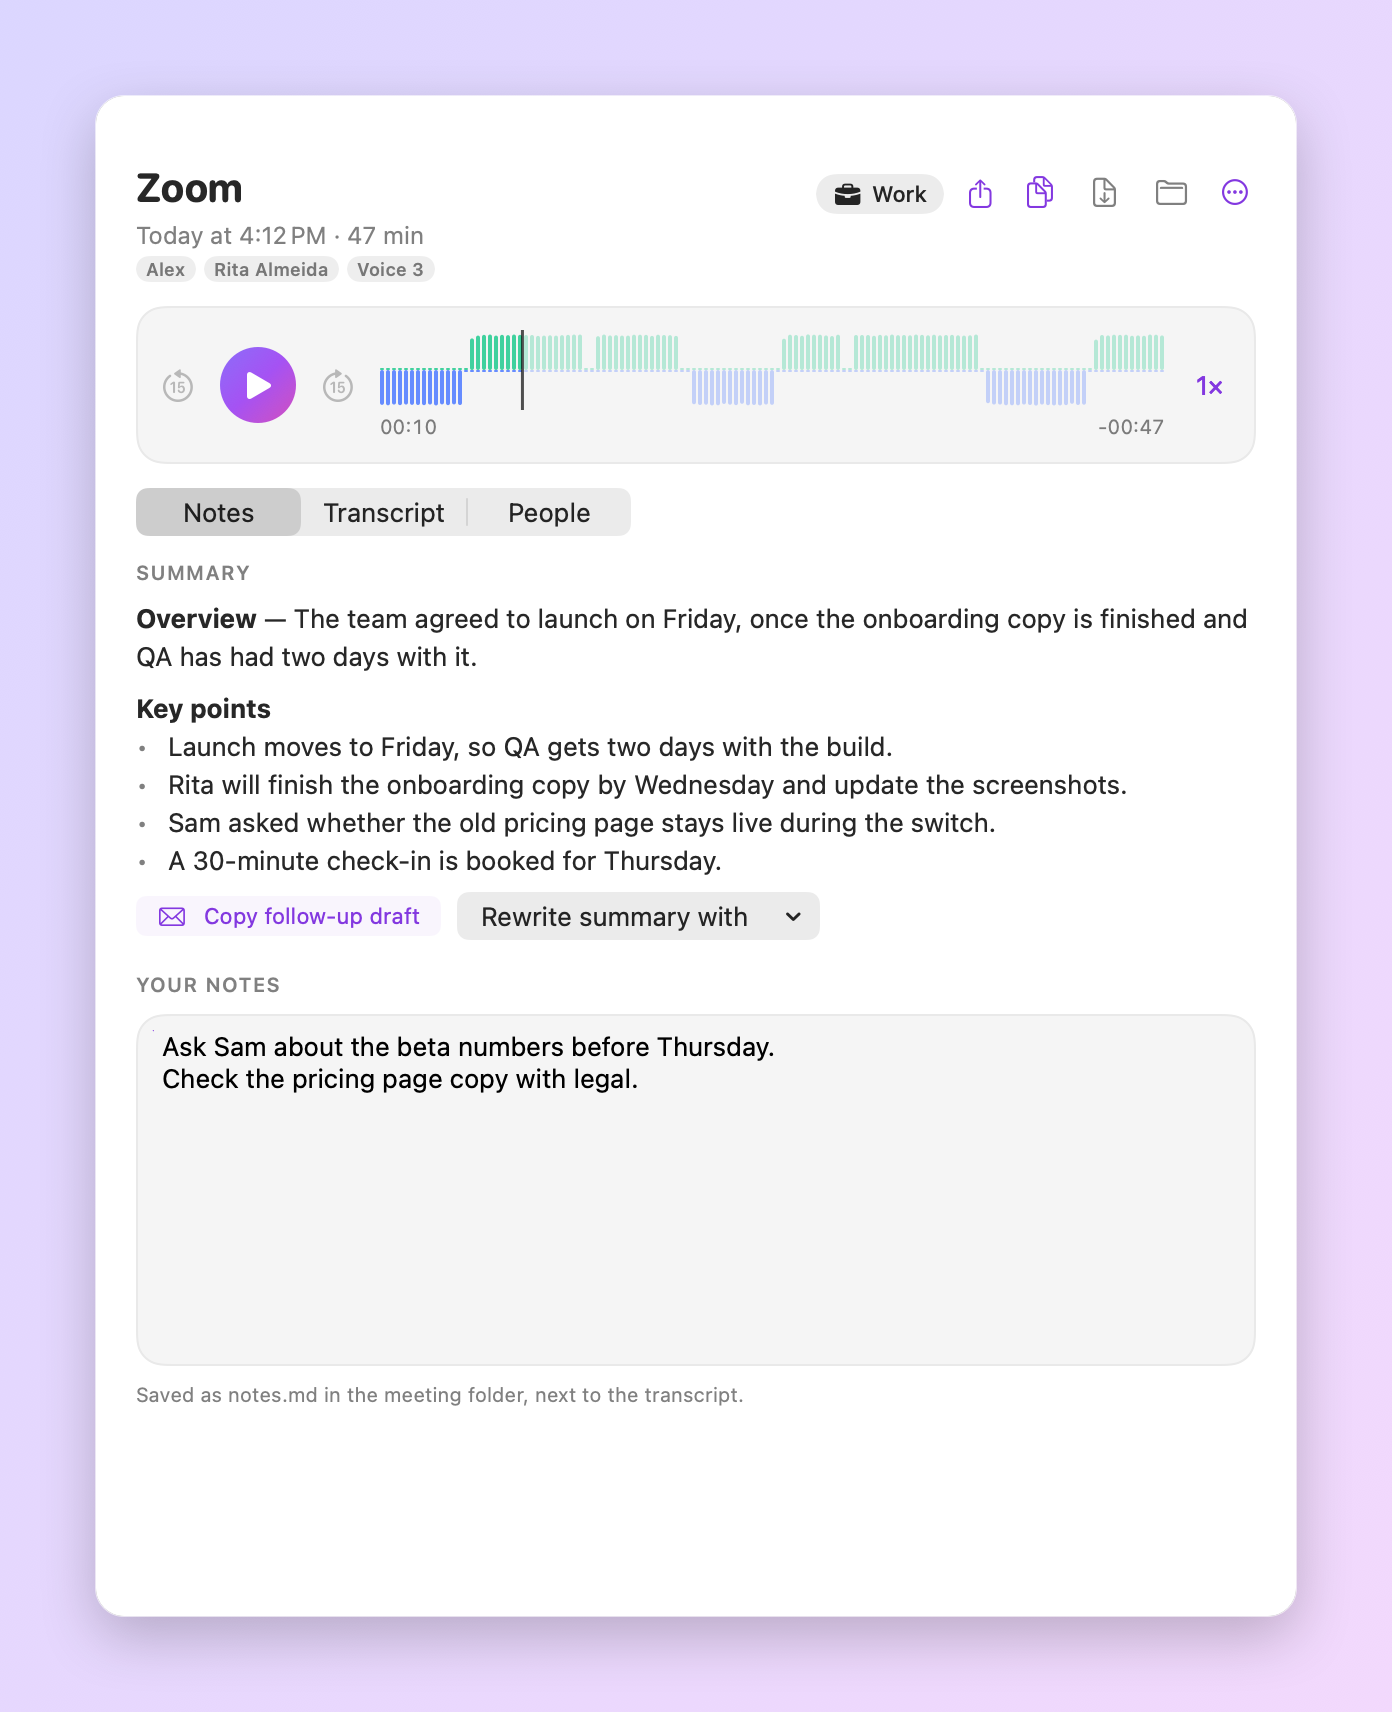 Zoom
Work
Today at 4:12 PM · 47 min
Alex Rita Almeida Voice 3
15 15 1×
00:10 -00:47
Notes Transcript People
SUMMARY
Overview — The team agreed to launch on Friday, once the onboarding copy is finished and
QA has had two days with it.
Key points
• Launch moves to Friday, so QA gets two days with the build.
• Rita will finish the onboarding copy by Wednesday and update the screenshots.
• Sam asked whether the old pricing page stays live during the switch.
• A 30-minute check-in is booked for Thursday.
Copy follow-up draft Rewrite summary with
YOUR NOTES
Ask Sam about the beta numbers before Thursday.
Check the pricing page copy with legal.
Saved as notes.md in the meeting folder, next to the transcript.